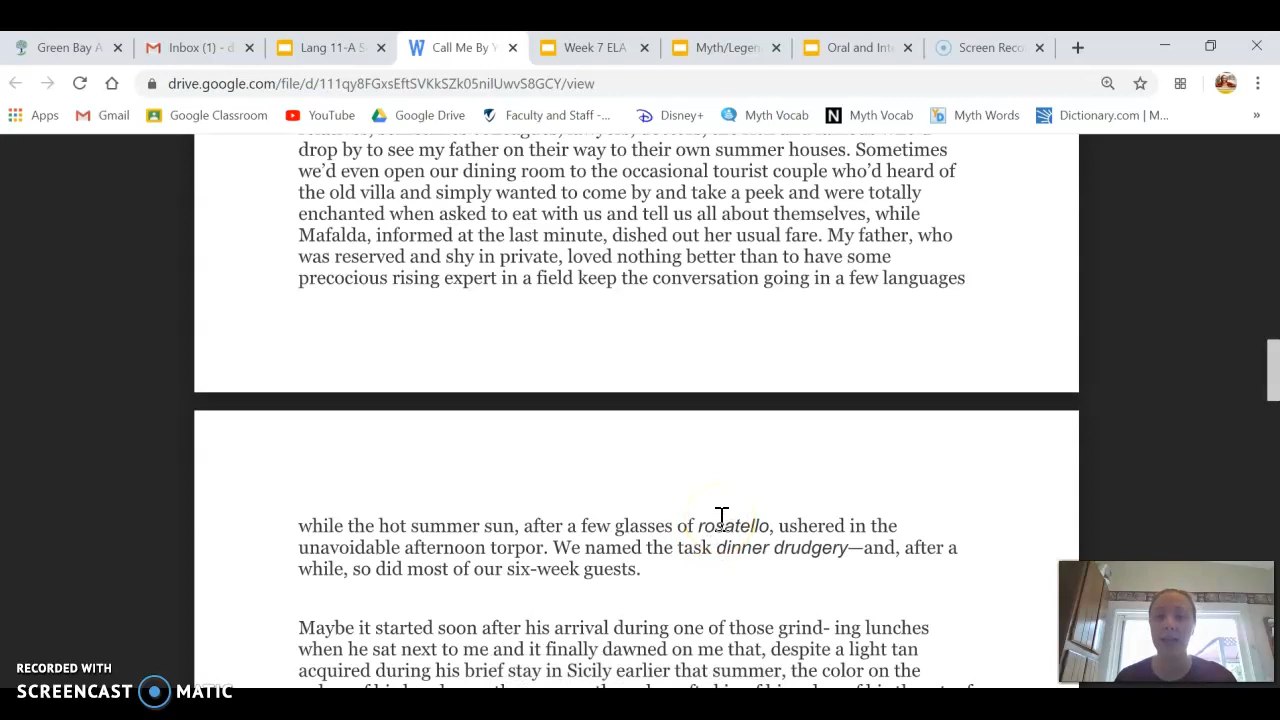 Green Bay A
Inbox (1) - d
Lang 11-A S
Call Me By Y
Week 7 ELA
Myth/Legen
Oral and Int
Screen Reco
drive.google.com/file/d/111qy8FGxsEftSVKkSZk05nilUwvS8GCY/view
Apps
Gmail
Google Classroom
YouTube
Google Drive
Faculty and Staff -...
Disney+
Myth Vocab
Myth Vocab
Myth Words
Dictionary.com | M...
drop by to see my father on their way to their own summer houses. Sometimes
we'd even open our dining room to the occasional tourist couple who'd heard of
the old villa and simply wanted to come by and take a peek and were totally
enchanted when asked to eat with us and tell us all about themselves, while
Mafalda, informed at the last minute, dished out her usual fare. My father, who
was reserved and shy in private, loved nothing better than to have some
precocious rising expert in a field keep the conversation going in a few languages
while the hot summer sun, after a few glasses of rosatello, ushered in the
unavoidable afternoon torpor. We named the task dinner drudgery—and, after a
while, so did most of our six-week guests.
Maybe it started soon after his arrival during one of those grind- ing lunches
when he sat next to me and it finally dawned on me that, despite a light tan
acquired during his brief stay in Sicily earlier that summer, the color on the
RECORDED WITH
SCREENCAST MATIC